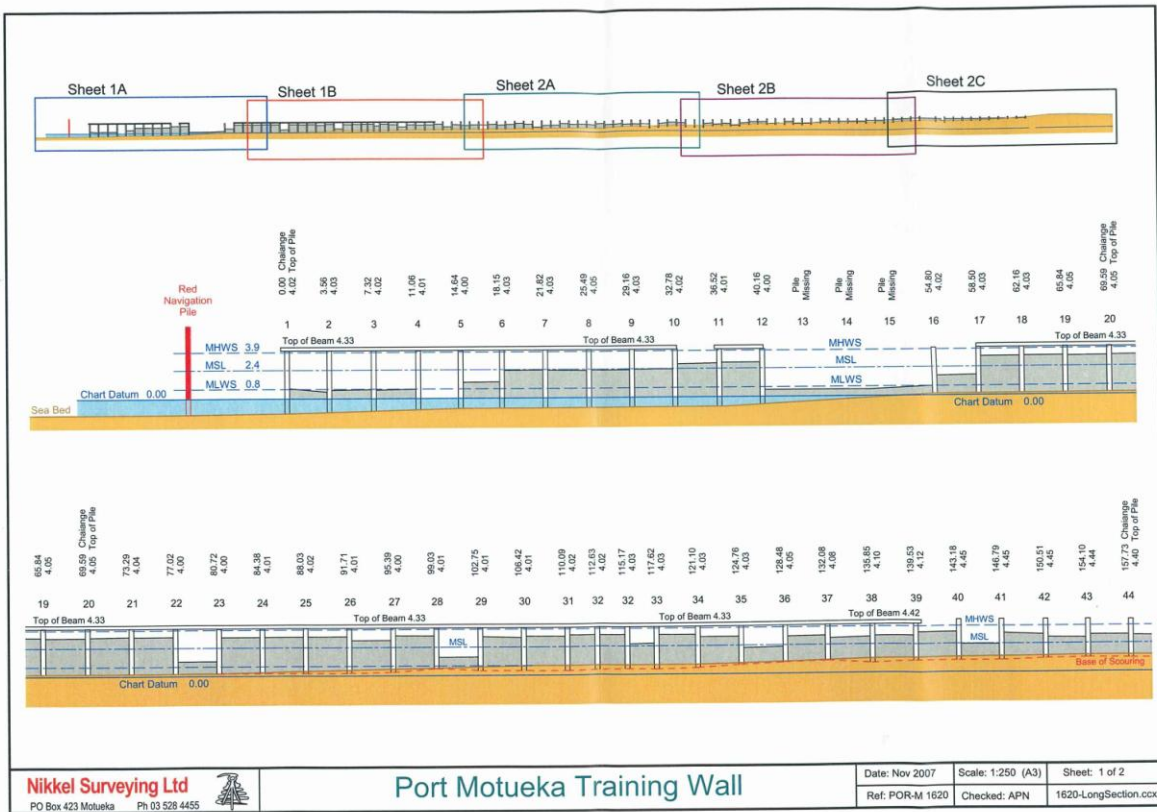 Sheet 1A
Sheet 1B
Sheet 2A
Sheet 2B
Sheet 2C
0.00 Chaiange
4.02 Top of Pile
3.56
4.03
7.32
4.02
11.06
4.01
14.64
4.00
18.15
4.03
21.82
4.03
25.49
4.05
29.16
4.03
32.78
4.02
36.52
4.01
40.16
4.00
Pile
Missing
Pile
Missing
Pile
Missing
54.80
4.02
58.50
4.03
62.16
4.03
65.84
4.05
69.59 Chaiange
4.05 Top of Pile
Red
Navigation
Pile
1 2 3 4 5 6 7 8 9 10 11 12 13 14 15 16 17 18 19 20
Top of Beam 4.33 Top of Beam 4.33 Top of Beam 4.33
MHWS 3.9 MHWS
MSL 2.4 MSL
MLWS 0.8 MLWS
Chart Datum 0.00 Chart Datum 0.00
Sea Bed
65.84
4.05
69.59 Chaiange
4.05 Top of Pile
73.29
4.04
77.02
4.00
80.72
4.00
84.38
4.01
88.03
4.02
91.71
4.01
95.39
4.00
99.03
4.01
102.75
4.01
106.42
4.01
110.09
4.02
112.63
4.02
115.17
4.03
117.62
4.03
121.10
4.03
124.76
4.03
128.48
4.05
132.08
4.08
135.85
4.10
139.53
4.12
143.18
4.45
146.79
4.45
150.51
4.45
154.10
4.44
157.73 Chaiange
4.40 Top of Pile
19 20 21 22 23 24 25 26 27 28 29 30 31 32 32 33 34 35 36 37 38 39 40 41 42 43 44
Top of Beam 4.33 Top of Beam 4.33 Top of Beam 4.33 Top of Beam 4.42
MHWS
MSL MSL
Base of Scouring
Chart Datum 0.00
Nikkel Surveying Ltd
PO Box 423 Motueka Ph 03 528 4455
Port Motueka Training Wall
Date: Nov 2007 Scale: 1:250 (A3) Sheet: 1 of 2
Ref: POR-M 1620 Checked: APN 1620-LongSection.ccx